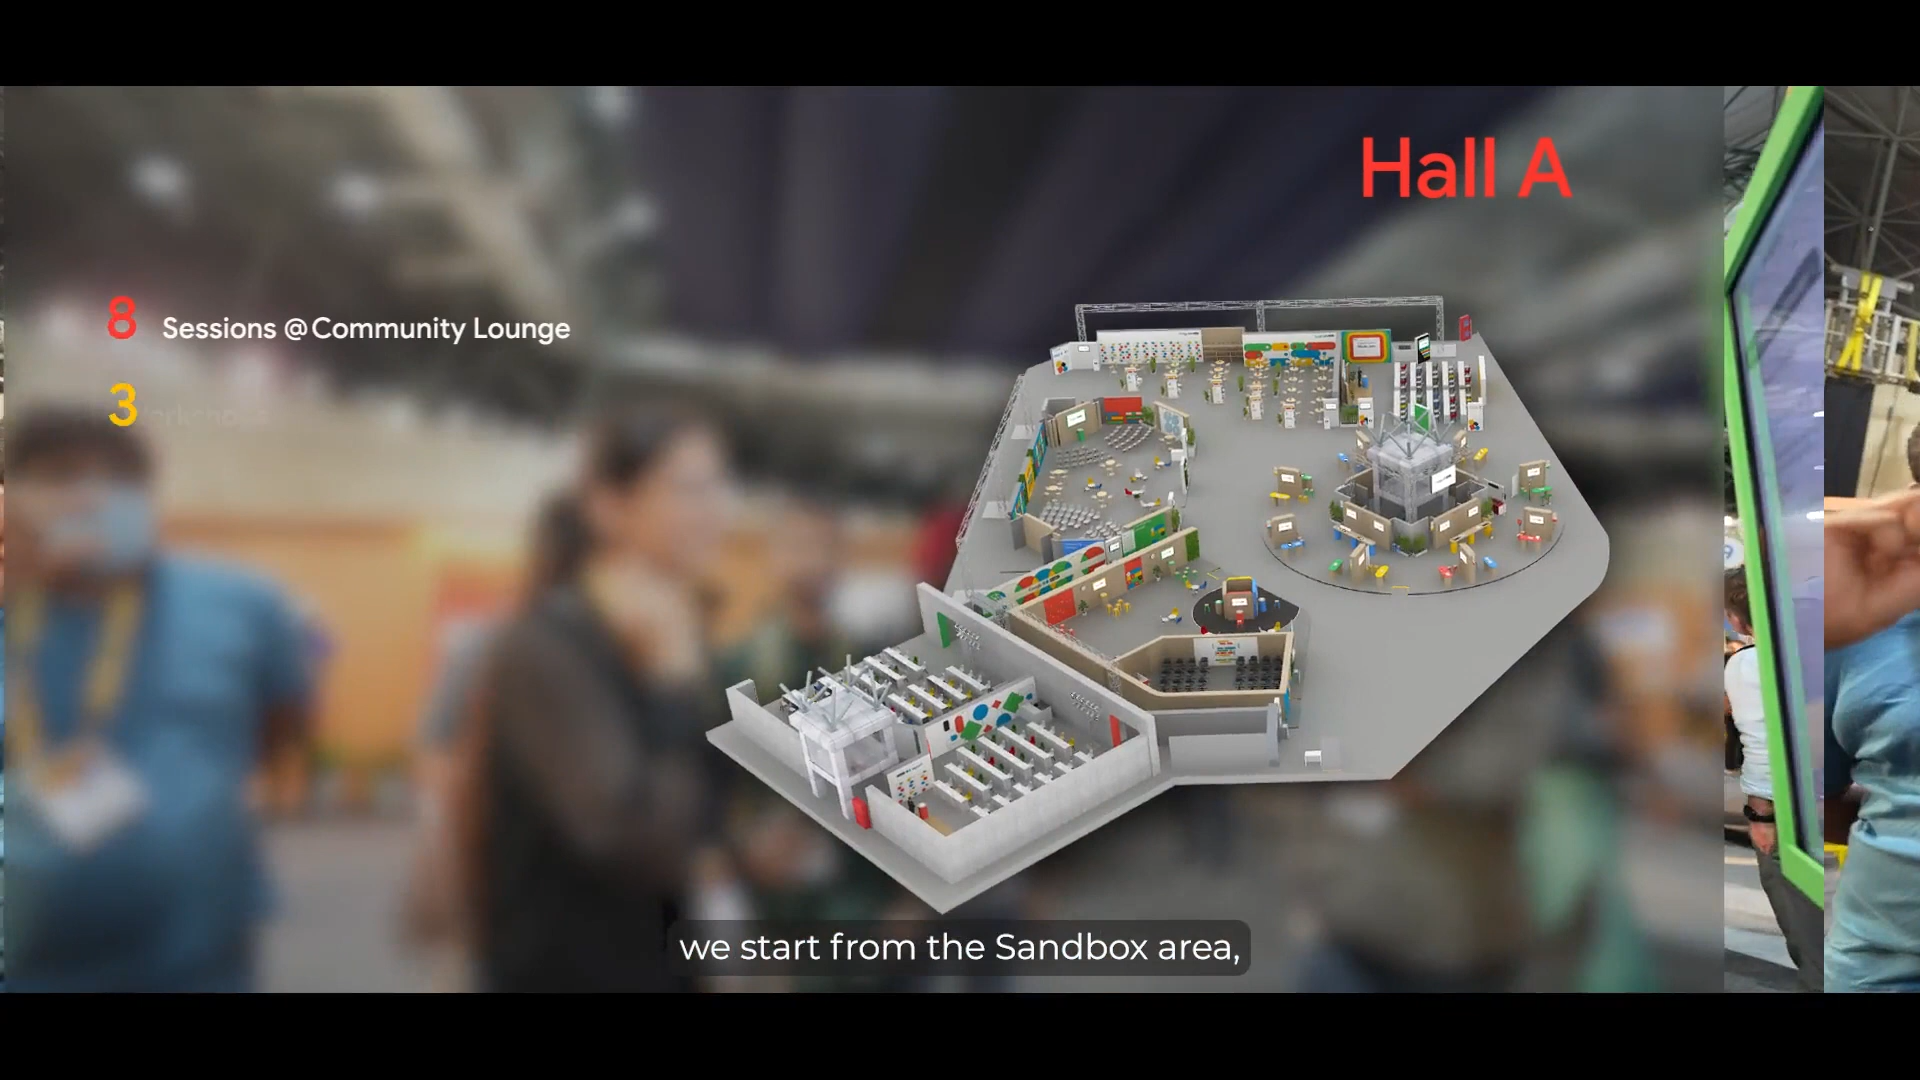 Hall A
8 Sessions @Community Lounge
3
we start from the Sandbox area,